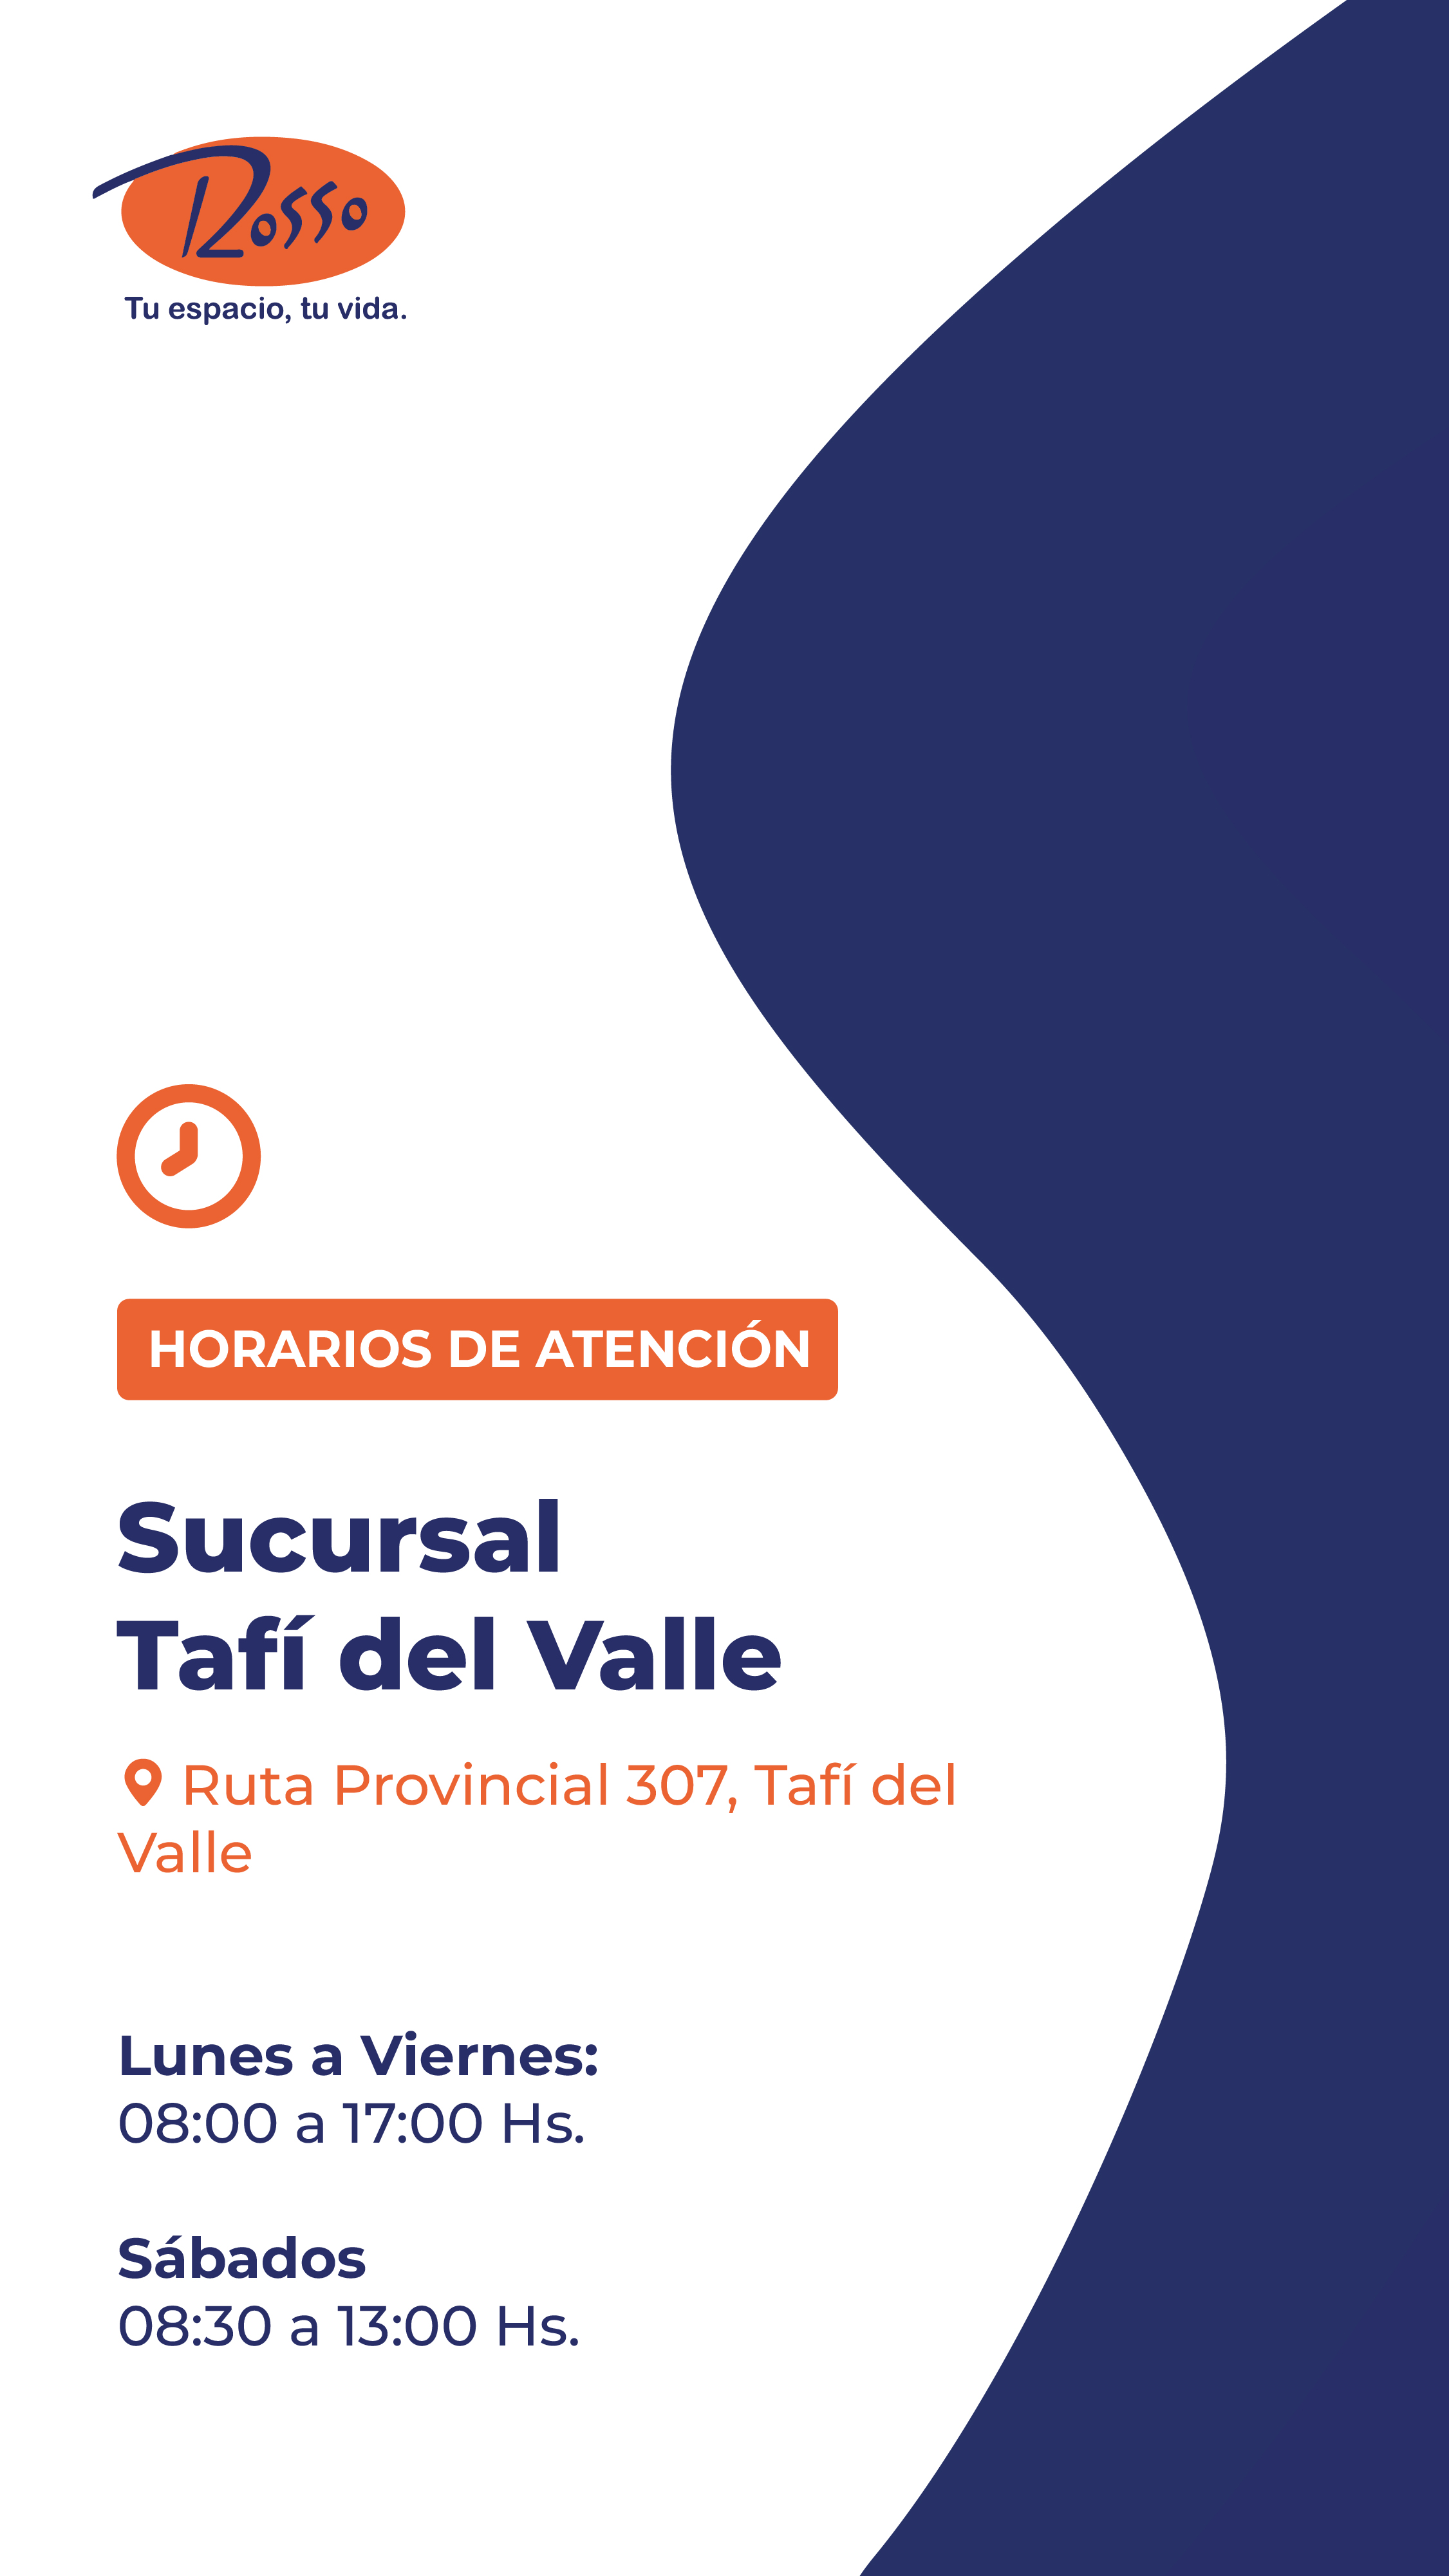 Rosso
Tu espacio, tu vida.
HORARIOS DE ATENCIÓN
Sucursal
Tafí del Valle
Ruta Provincial 307, Tafí del
Valle
Lunes a Viernes:
08:00 a 17:00 Hs.
Sábados
08:30 a 13:00 Hs.